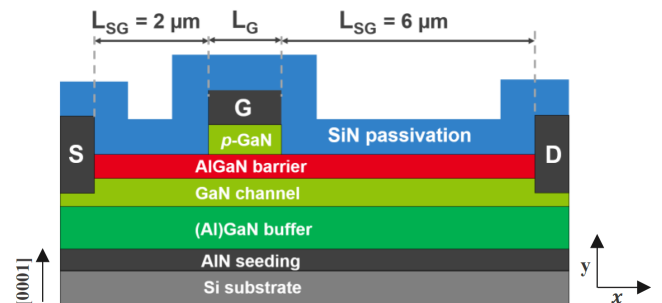 L_SG = 2 µm
L_G
L_SG = 6 µm
G
p-GaN
SiN passivation
S
D
AlGaN barrier
GaN channel
(Al)GaN buffer
AlN seeding
Si substrate
[0001]
y
x